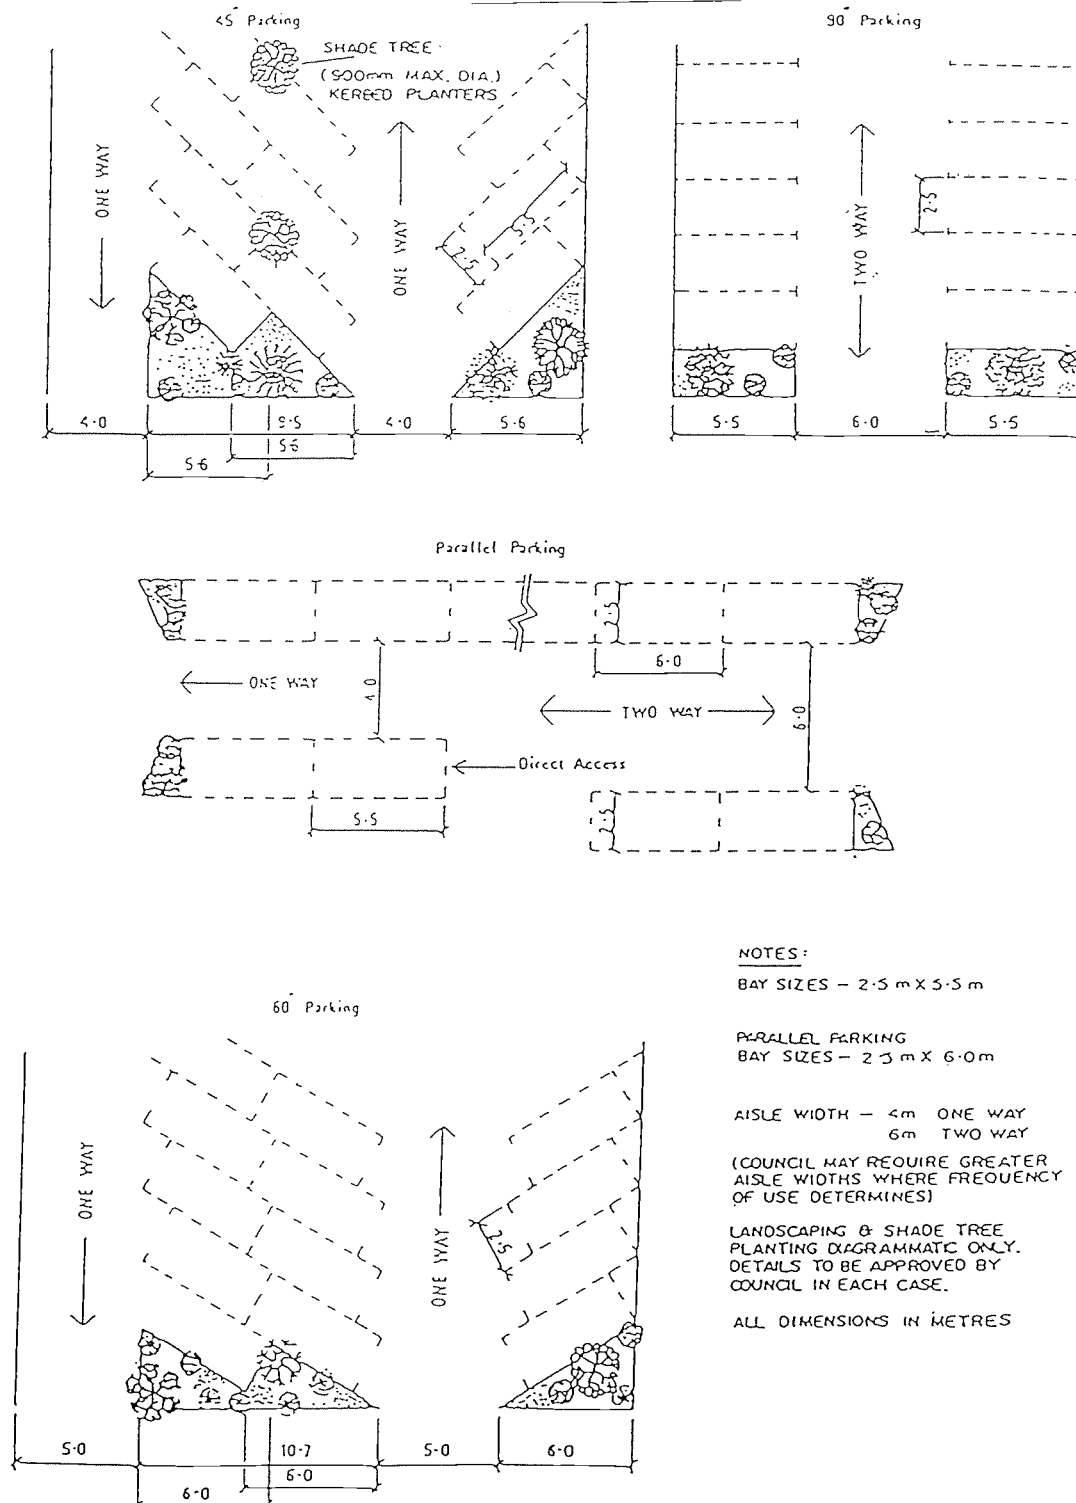 45° Parking
90° Parking
SHADE TREE
(900mm MAX. DIA.)
KERBED PLANTERS
ONE WAY
ONE WAY
5·5
2·5
TWO WAY
2·5
4·0
9·5
4·0
5·6
5·5
6·0
5·5
5·6
5·6
Parallel Parking
2·5
6·0
ONE WAY
4·0
TWO WAY
6·0
Direct Access
5·5
2·5
NOTES:
BAY SIZES – 2·5 m X 5·5 m
PARALLEL PARKING
BAY SIZES – 2·5 m X 6·0m
AISLE WIDTH – 4m ONE WAY
6m TWO WAY
(COUNCIL MAY REQUIRE GREATER
AISLE WIDTHS WHERE FREQUENCY
OF USE DETERMINES)
LANDSCAPING & SHADE TREE
PLANTING DIAGRAMMATIC ONLY.
DETAILS TO BE APPROVED BY
COUNCIL IN EACH CASE.
ALL DIMENSIONS IN METRES
60° Parking
ONE WAY
ONE WAY
2·5
5·0
10·7
5·0
6·0
6·0
6·0